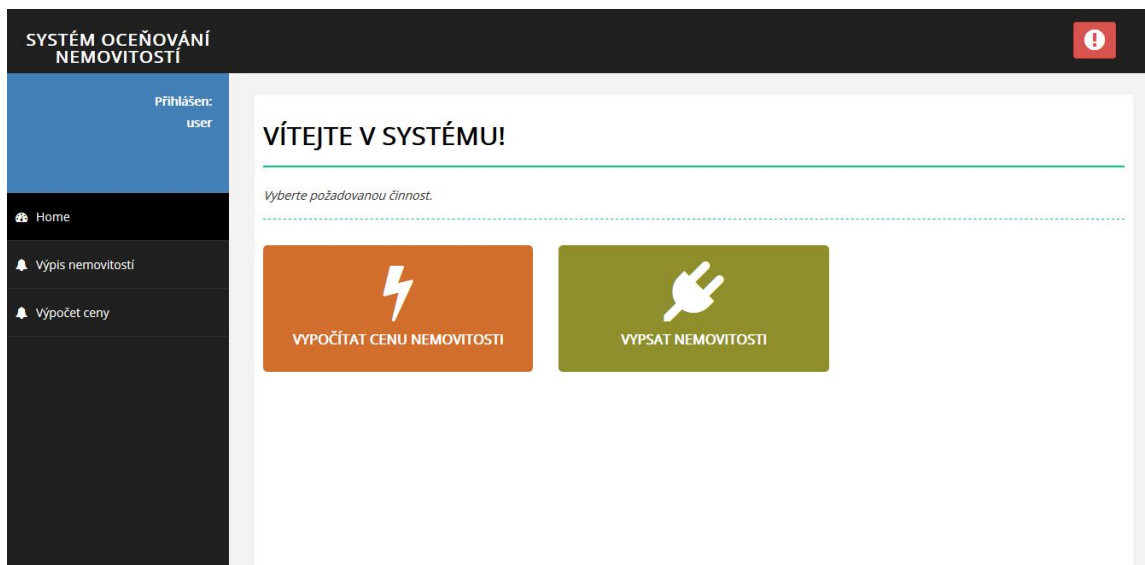 SYSTÉM OCEŇOVÁNÍ
NEMOVITOSTÍ
Přihlášen:
user
Home
Výpis nemovitostí
Výpočet ceny
VÍTEJTE V SYSTÉMU!
Vyberte požadovanou činnost.
VYPOČÍTAT CENU NEMOVITOSTI
VYPSAT NEMOVITOSTI